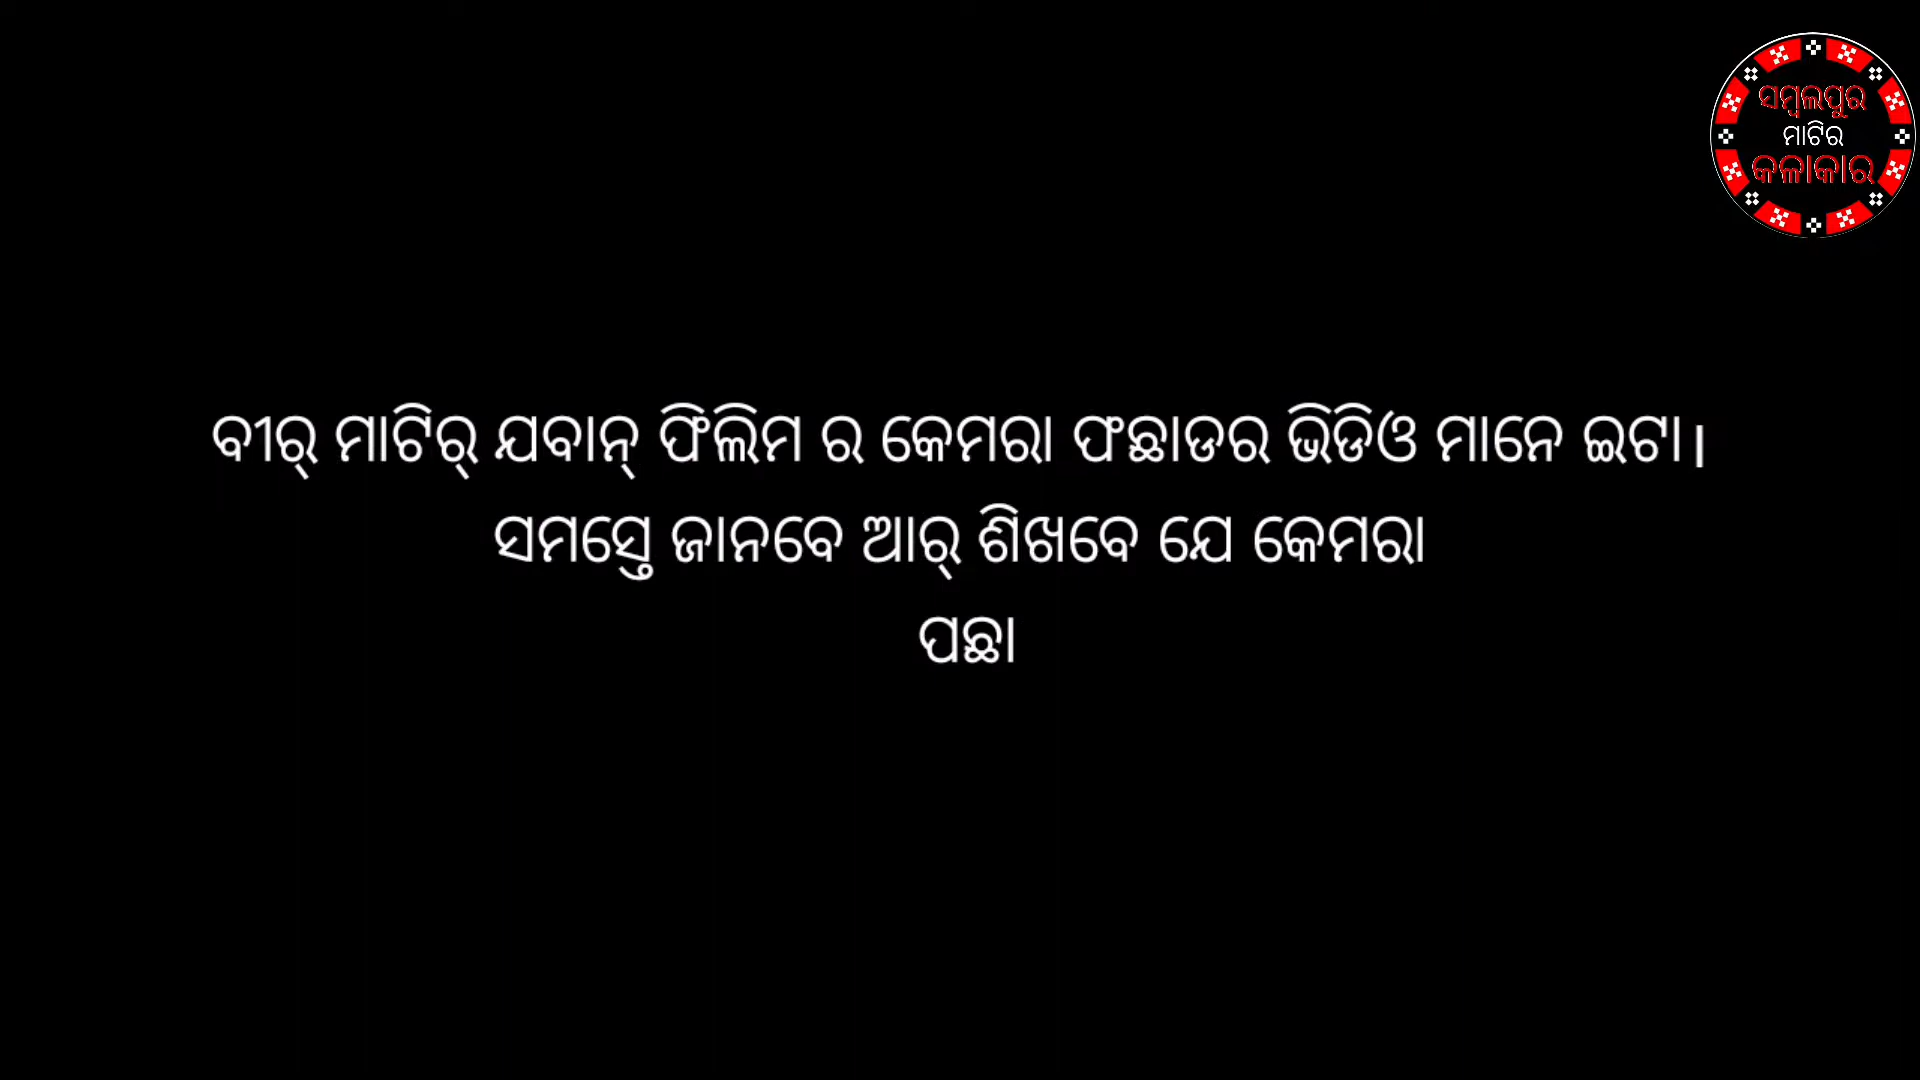 ସମ୍ବଲପୁର
ମାଟିର
କଳାକାର
ବୀର୍ ମାଟିର୍ ଯବାନ୍ ଫିଲିମ ର କେମରା ଫଛାଡର ଭିଡିଓ ମାନେ ଇଟା|
ସମସ୍ତେ ଜାନବେ ଆର୍ ଶିଖବେ ଯେ କେମରା
ପଛା